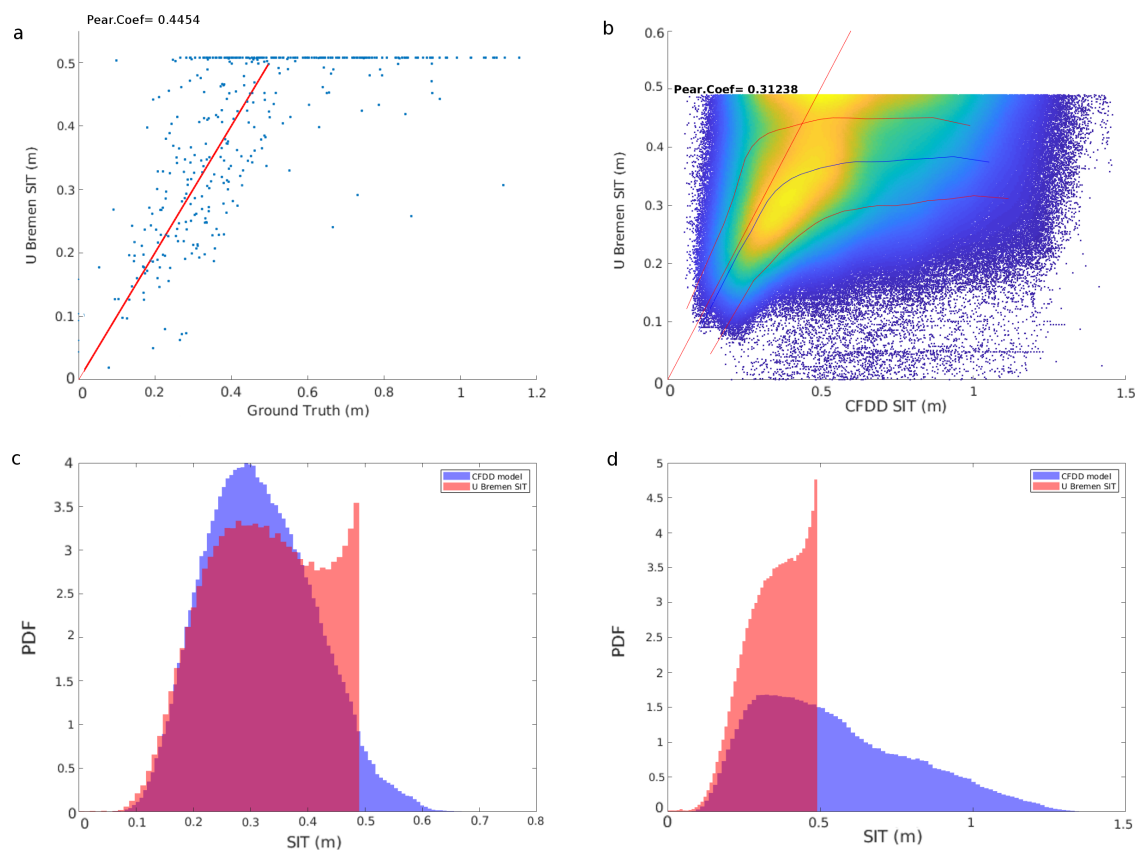 a
Pear.Coef= 0.4454
U Bremen SIT (m)
0.5
0.4
0.3
0.2
0.1
0
0 0.2 0.4 0.6 0.8 1 1.2
Ground Truth (m)
b
Pear.Coef= 0.31238
U Bremen SIT (m)
0.6
0.5
0.4
0.3
0.2
0.1
0
0 0.5 1 1.5
CFDD SIT (m)
c
CFDD model
U Bremen SIT
PDF
4
3.5
3
2.5
2
1.5
1
0.5
0
0 0.1 0.2 0.3 0.4 0.5 0.6 0.7 0.8
SIT (m)
d
CFDD model
U Bremen SIT
PDF
5
4.5
4
3.5
3
2.5
2
1.5
1
0.5
0
0 0.5 1 1.5
SIT (m)